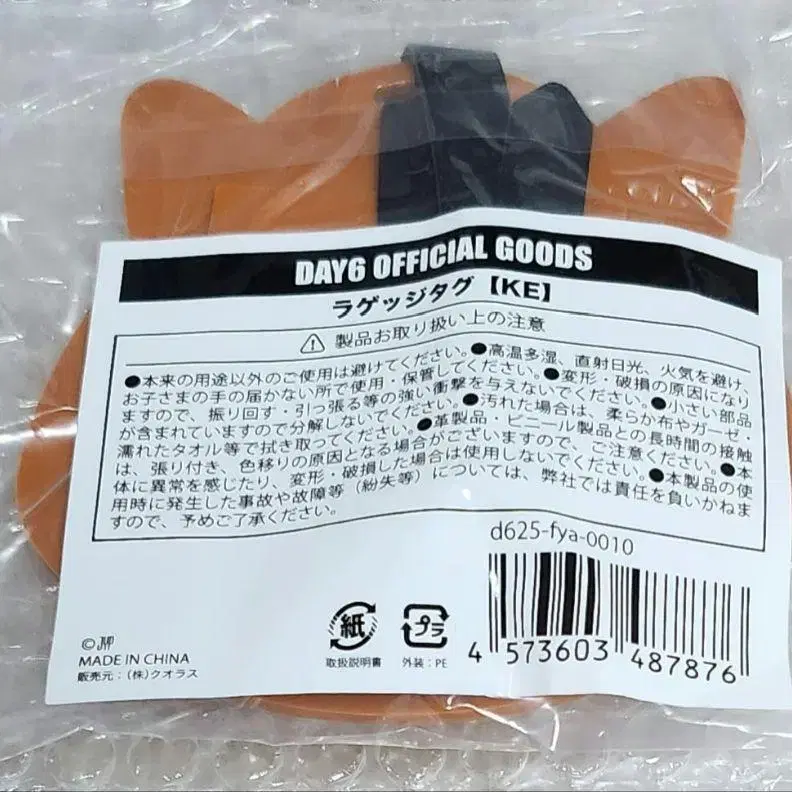 DAY6 OFFICIAL GOODS
ラゲッジタグ【KE】
⚠ 製品お取り扱い上の注意
●本来の用途以外のご使用は避けてください。●高温多湿、直射日光、火気を避け、
お子さまの手の届かない所で使用・保管してください。●変形・破損の原因になり
ますので、振り回す・引っ張る等の強い衝撃を与えないでください。●小さい部品
が含まれていますので分解しないでください。●汚れた場合は、柔らか布やガーゼ・
濡れたタオル等で拭き取ってください。●革製品・ビニール製品との長時間の接触
は、張り付き、色移りの原因となる場合がございますので、ご注意ください。●本
体に異常を感じたり、変形・破損した場合は使用しないでください。●本製品の使
用時に発生した事故や故障等(紛失等)については、弊社では責任を負いかねま
すので、予めご了承ください。
d625-fya-0010
紙
取扱説明書
プラ
外装:PE
4 573603 487876
©JYP
MADE IN CHINA
販売元:(株)クオラス